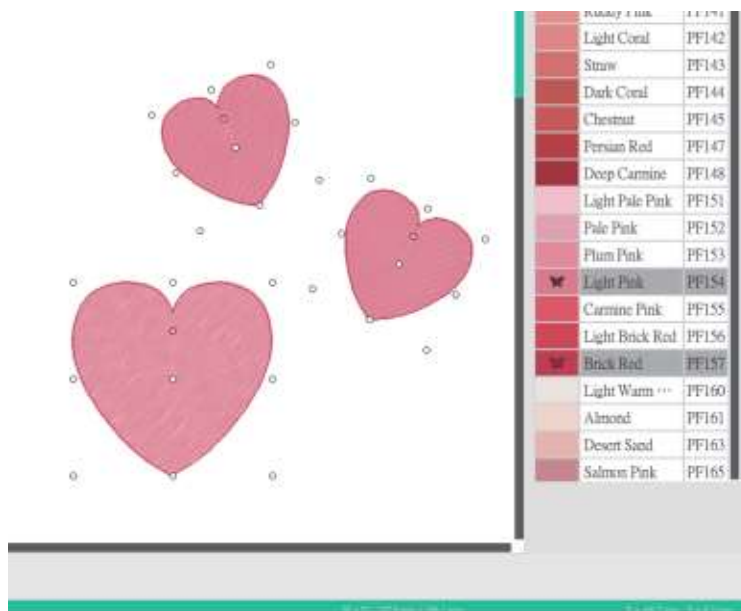 Light Coral PF142
Straw PF143
Dark Coral PF144
Chestnut PF145
Persian Red PF147
Deep Carmine PF148
Light Pale Pink PF151
Pale Pink PF152
Plum Pink PF153
Light Pink PF154
Carmine Pink PF155
Light Brick Red PF156
Brick Red PF157
Light Warm ··· PF160
Almond PF161
Desert Sand PF163
Salmon Pink PF165